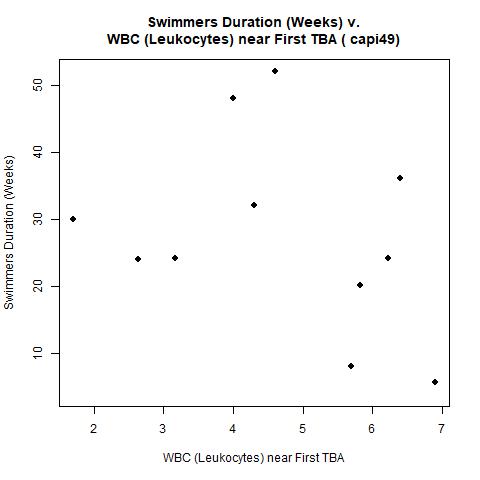 Swimmers Duration (Weeks) v.
WBC (Leukocytes) near First TBA ( capi49)
Swimmers Duration (Weeks)
50
40
30
20
10
2
3
4
5
6
7
WBC (Leukocytes) near First TBA